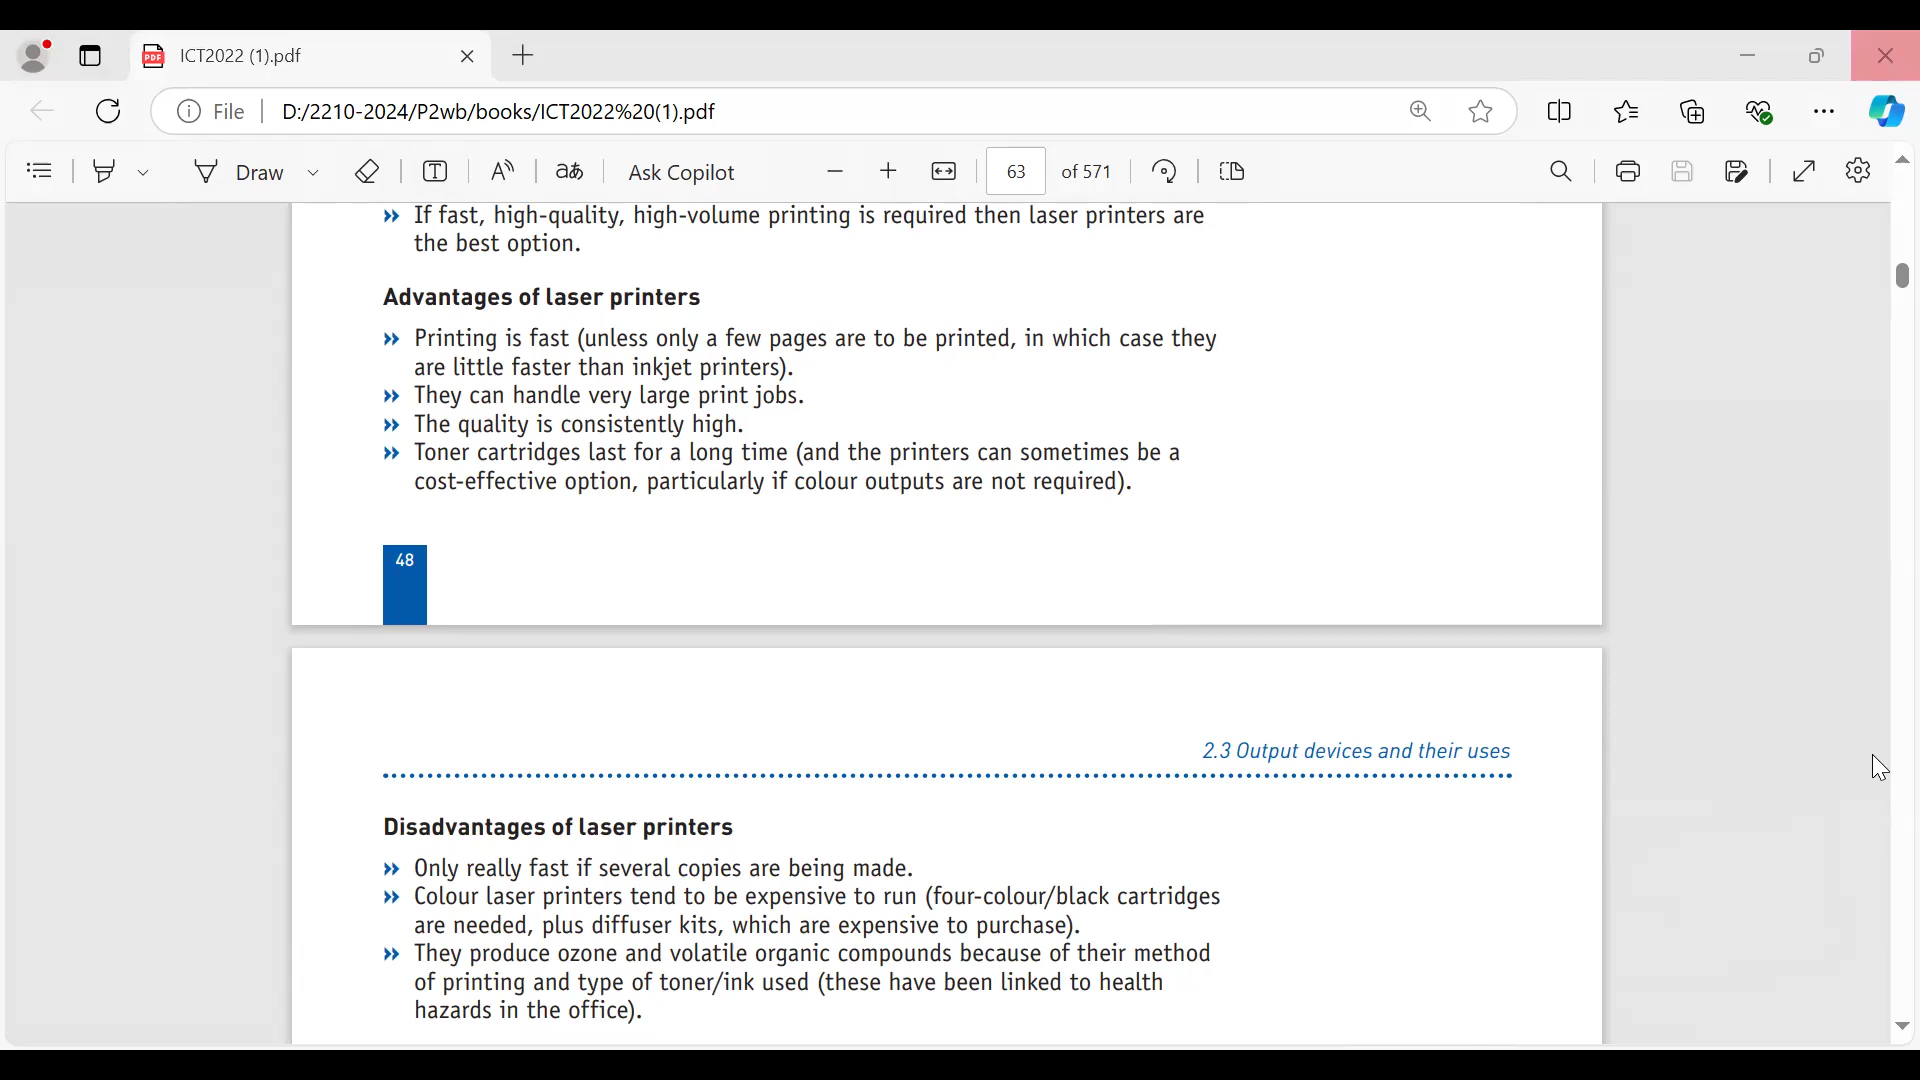 ICT2022 (1).pdf
File
D:/2210-2024/P2wb/books/ICT2022%20(1).pdf
Draw
Ask Copilot
63
of 571
» If fast, high-quality, high-volume printing is required then laser printers are
the best option.
Advantages of laser printers
» Printing is fast (unless only a few pages are to be printed, in which case they
are little faster than inkjet printers).
» They can handle very large print jobs.
» The quality is consistently high.
» Toner cartridges last for a long time (and the printers can sometimes be a
cost-effective option, particularly if colour outputs are not required).
48
2.3 Output devices and their uses
Disadvantages of laser printers
» Only really fast if several copies are being made.
» Colour laser printers tend to be expensive to run (four-colour/black cartridges
are needed, plus diffuser kits, which are expensive to purchase).
» They produce ozone and volatile organic compounds because of their method
of printing and type of toner/ink used (these have been linked to health
hazards in the office).